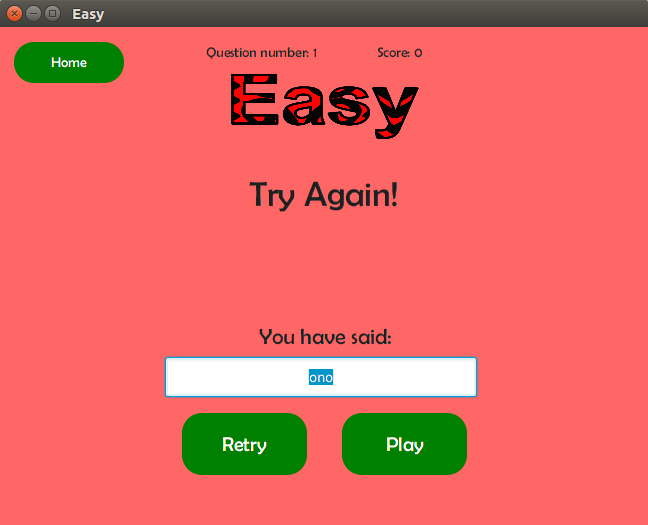 Easy
Home
Question number: 1
Score: 0
Easy
Try Again!
You have said:
ono
Retry
Play